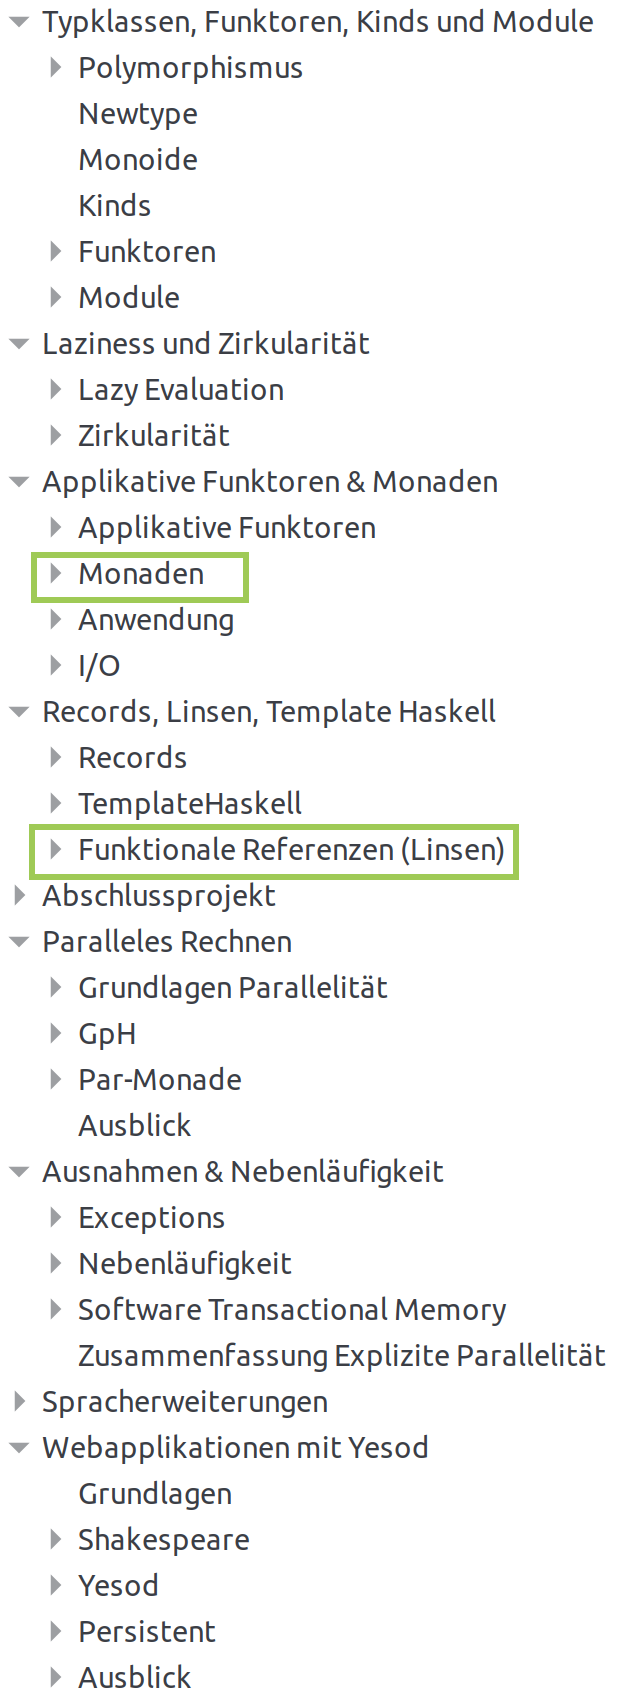 Typklassen, Funktoren, Kinds und Module
Polymorphismus
Newtype
Monoide
Kinds
Funktoren
Module
Laziness und Zirkularität
Lazy Evaluation
Zirkularität
Applikative Funktoren & Monaden
Applikative Funktoren
Monaden
Anwendung
I/O
Records, Linsen, Template Haskell
Records
TemplateHaskell
Funktionale Referenzen (Linsen)
Abschlussprojekt
Paralleles Rechnen
Grundlagen Parallelität
GpH
Par-Monade
Ausblick
Ausnahmen & Nebenläufigkeit
Exceptions
Nebenläufigkeit
Software Transactional Memory
Zusammenfassung Explizite Parallelität
Spracherweiterungen
Webapplikationen mit Yesod
Grundlagen
Shakespeare
Yesod
Persistent
Ausblick